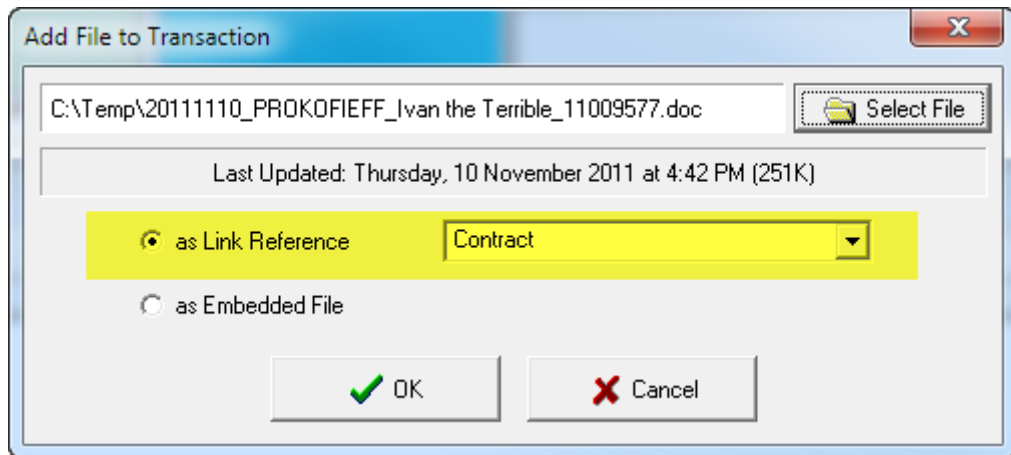 Add File to Transaction
C:\Temp\20111110_PROKOFIEFF_Ivan the Terrible_11009577.doc
Select File
Last Updated: Thursday, 10 November 2011 at 4:42 PM (251K)
as Link Reference
Contract
as Embedded File
OK
Cancel